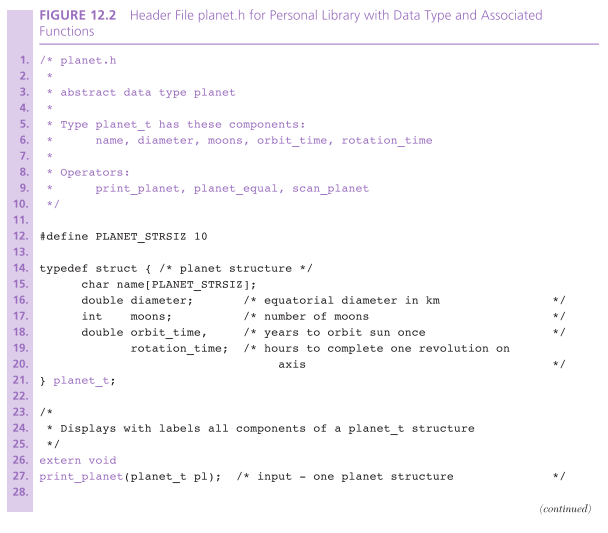 FIGURE 12.2 Header File planet.h for Personal Library with Data Type and Associated
Functions
1. /* planet.h
2. *
3. * abstract data type planet
4. *
5. * Type planet_t has these components:
6. *      name, diameter, moons, orbit_time, rotation_time
7. *
8. * Operators:
9. *      print_planet, planet_equal, scan_planet
10. */
11.
12. #define PLANET_STRSIZ 10
13.
14. typedef struct { /* planet structure */
15.      char name[PLANET_STRSIZ];
16.      double diameter;       /* equatorial diameter in km */
17.      int    moons;          /* number of moons */
18.      double orbit_time,     /* years to orbit sun once */
19.             rotation_time;  /* hours to complete one revolution on
20.                                axis */
21. } planet_t;
22.
23. /*
24. * Displays with labels all components of a planet_t structure
25. */
26. extern void
27. print_planet(planet_t pl);  /* input – one planet structure */
28.
(continued)